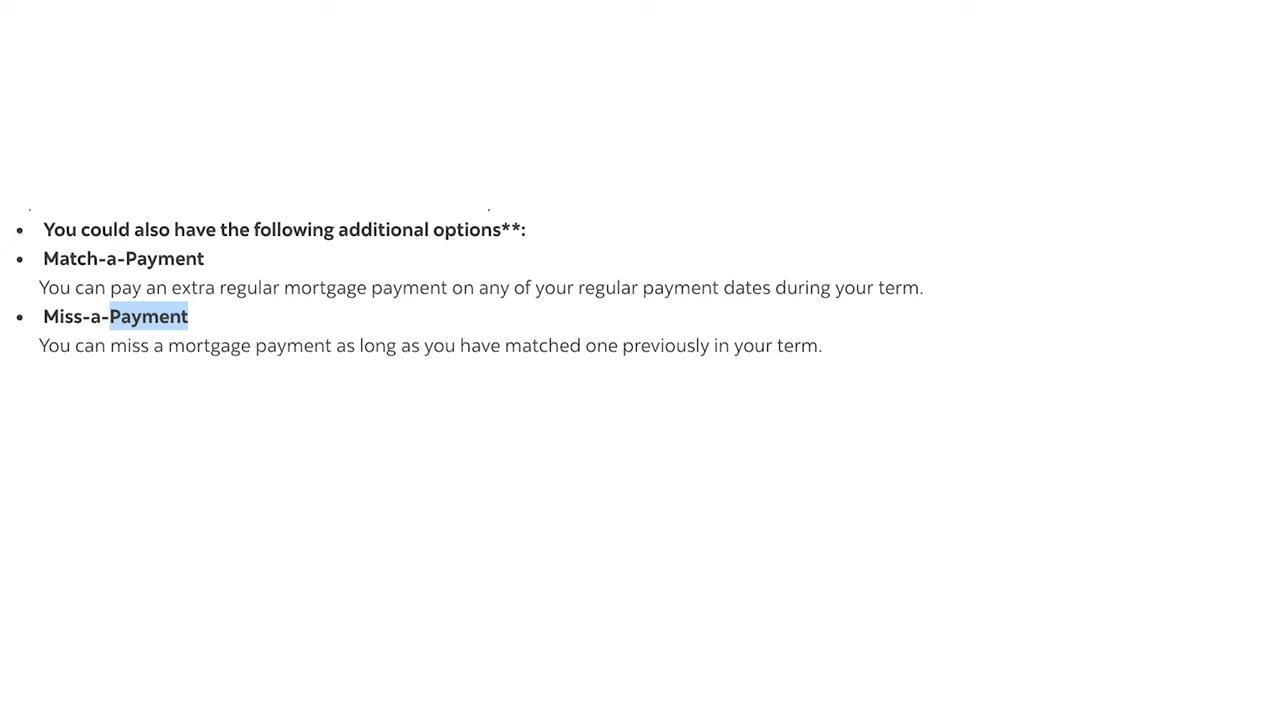 • You could also have the following additional options**:
• Match-a-Payment
You can pay an extra regular mortgage payment on any of your regular payment dates during your term.
• Miss-a-Payment
You can miss a mortgage payment as long as you have matched one previously in your term.